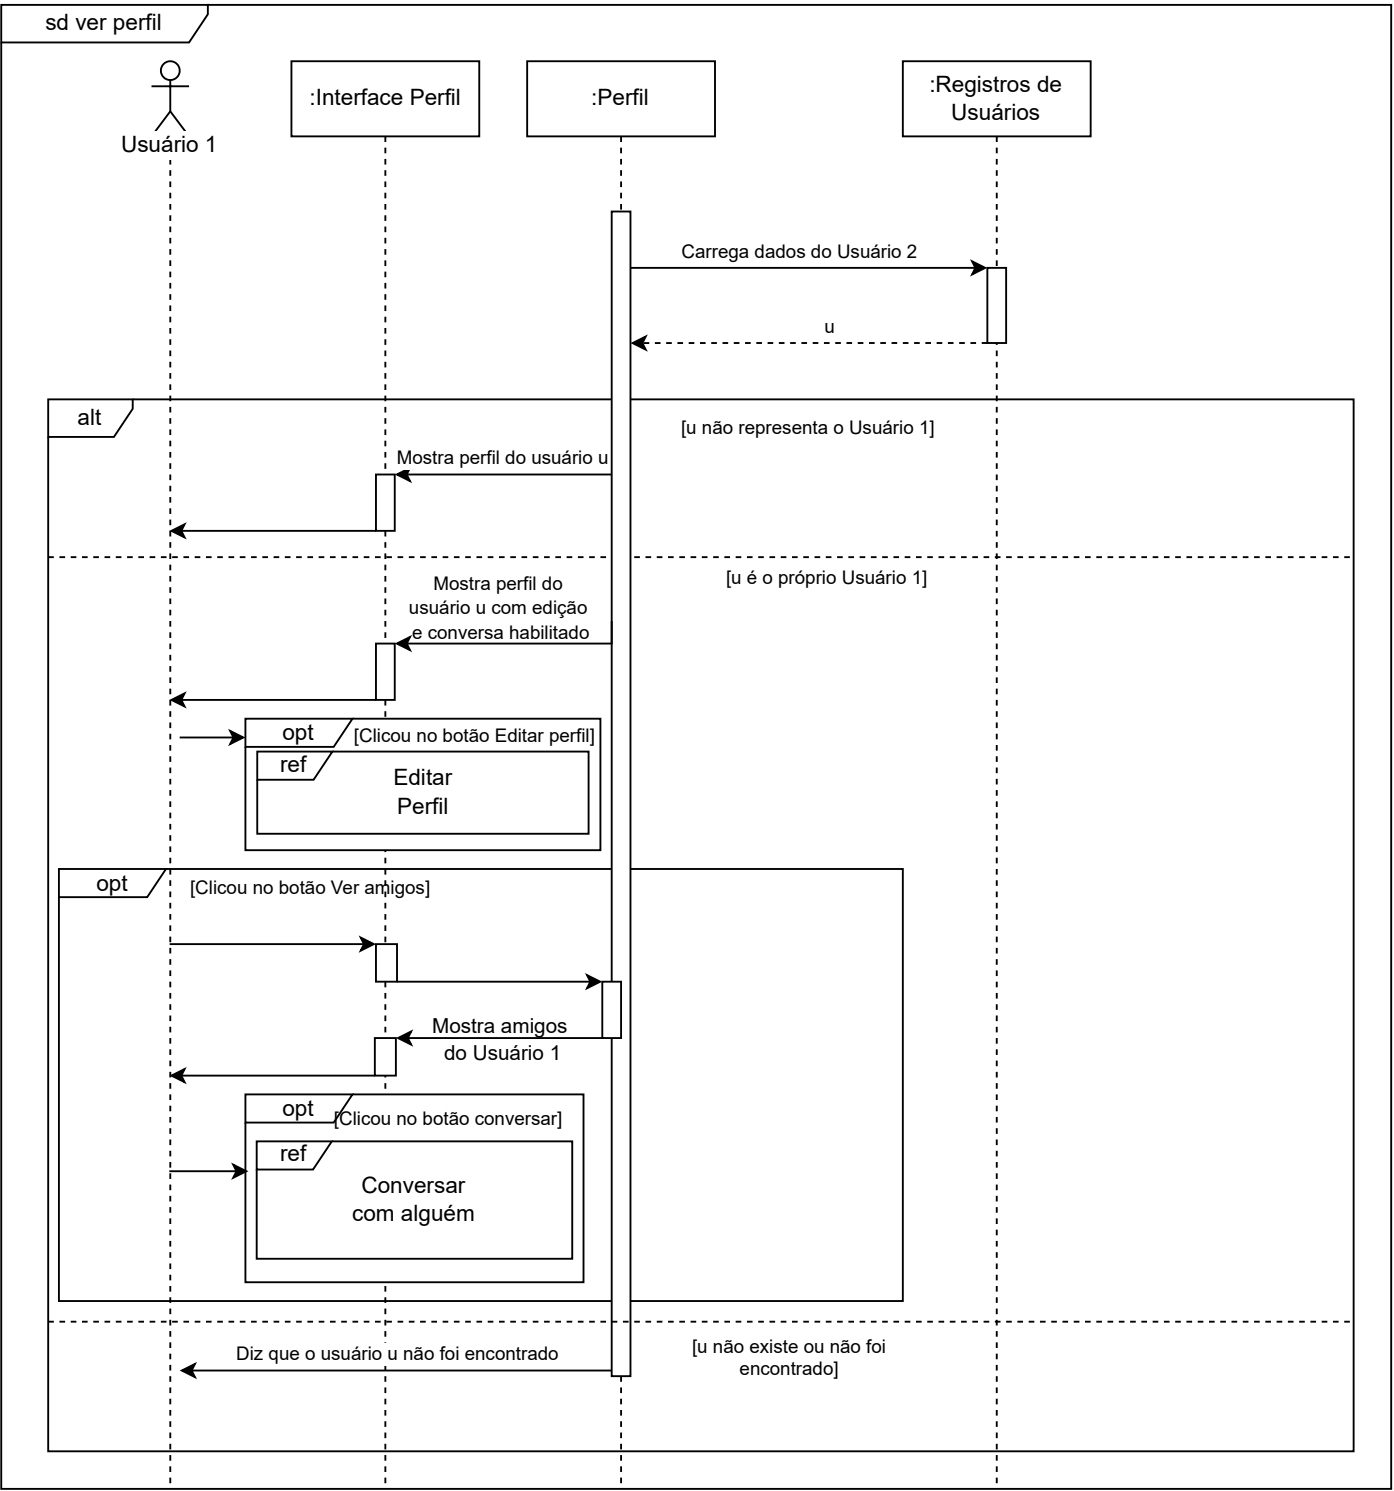 sd ver perfil
Usuário 1
:Interface Perfil
:Perfil
:Registros de
Usuários
Carrega dados do Usuário 2
u
alt
[u não representa o Usuário 1]
Mostra perfil do usuário u
[u é o próprio Usuário 1]
Mostra perfil do
usuário u com edição
e conversa habilitado
opt
[Clicou no botão Editar perfil]
ref
Editar
Perfil
opt
[Clicou no botão Ver amigos]
Mostra amigos
do Usuário 1
opt
[Clicou no botão conversar]
ref
Conversar
com alguém
Diz que o usuário u não foi encontrado
[u não existe ou não foi
encontrado]